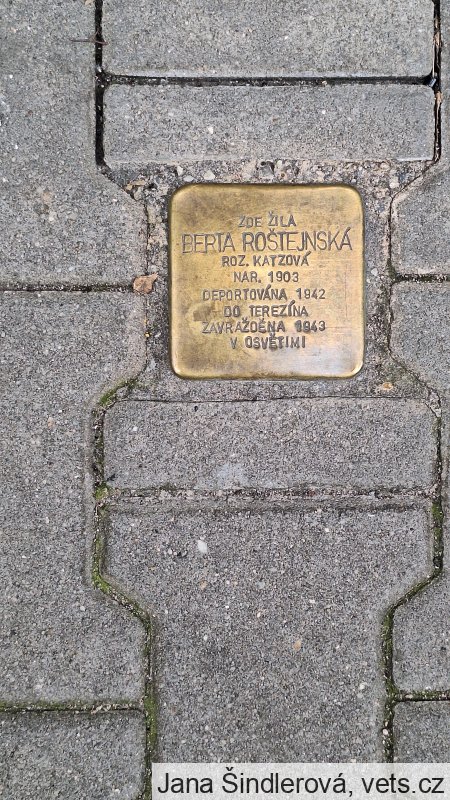 ZDE ŽILA
BERTA ROŠTEJNSKÁ
ROZ. KATZOVÁ
NAR. 1903
DEPORTOVÁNA 1942
DO TEREZÍNA
ZAVRAŽDĚNA 1943
V OSVĚTIMI
Jana Šindlerová, vets.cz